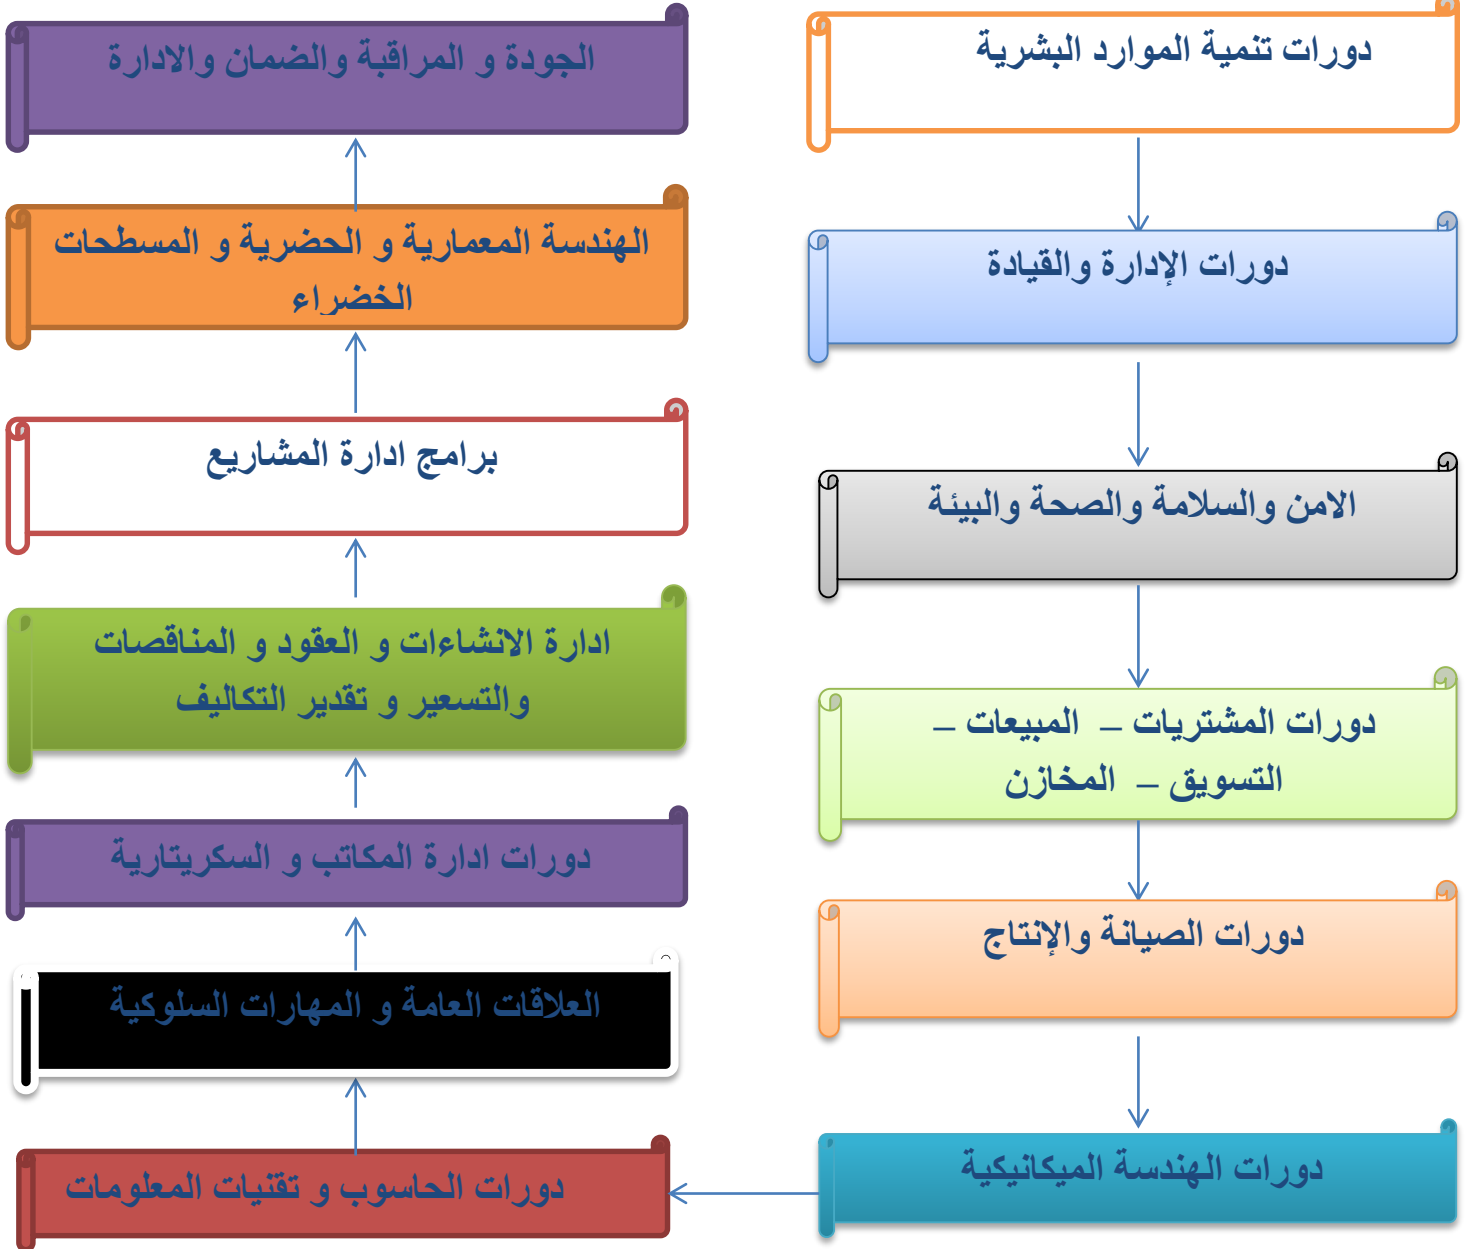 دورات تنمية الموارد البشرية
دورات الإدارة والقيادة
الامن والسلامة والصحة والبيئة
دورات المشتريات – المبيعات –
التسويق – المخازن
دورات الصيانة والإنتاج
دورات الهندسة الميكانيكية
دورات الحاسوب و تقنيات المعلومات
العلاقات العامة و المهارات السلوكية
دورات ادارة المكاتب و السكريتارية
ادارة الانشاءات و العقود و المناقصات
والتسعير و تقدير التكاليف
برامج ادارة المشاريع
الهندسة المعمارية و الحضرية و المسطحات
الخضراء
الجودة و المراقبة والضمان والادارة